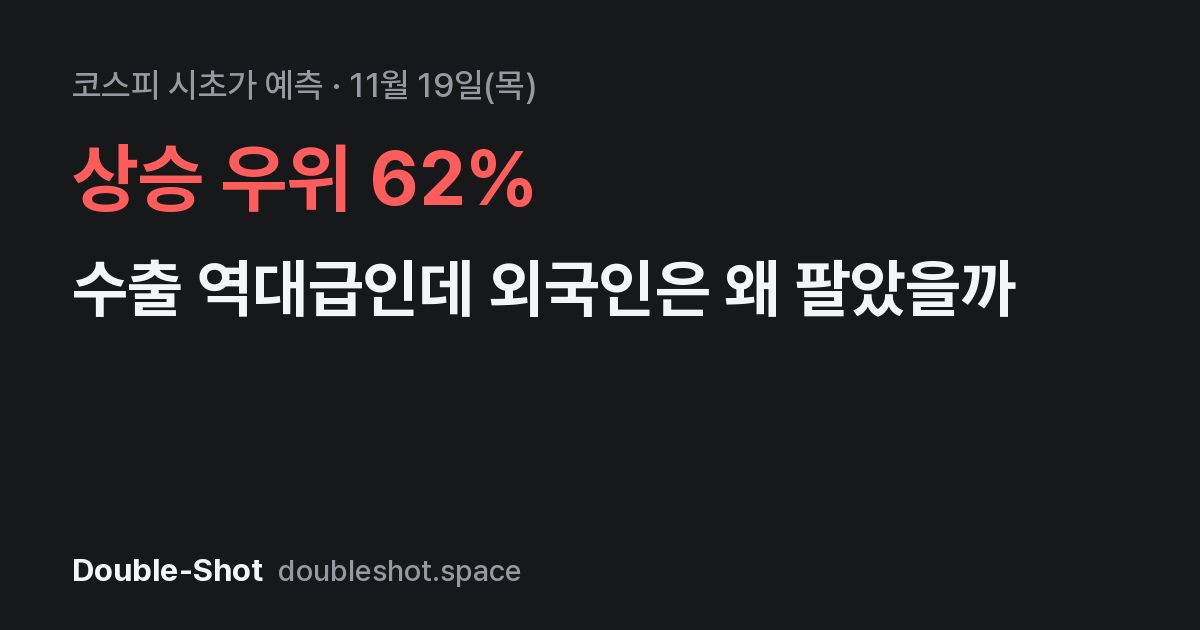 코스피 시초가 예측 · 11월 19일(목)
상승 우위 62%
수출 역대급인데 외국인은 왜 팔았을까
Double-Shot doubleshot.space